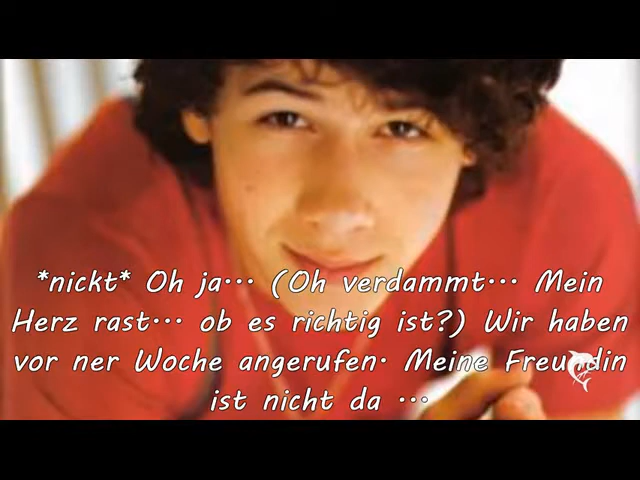 *nickt* Oh ja... (Oh verdammt... Mein
Herz rast... ob es richtig ist?) Wir haben
vor ner Woche angerufen. Meine Freundin
ist nicht da ...